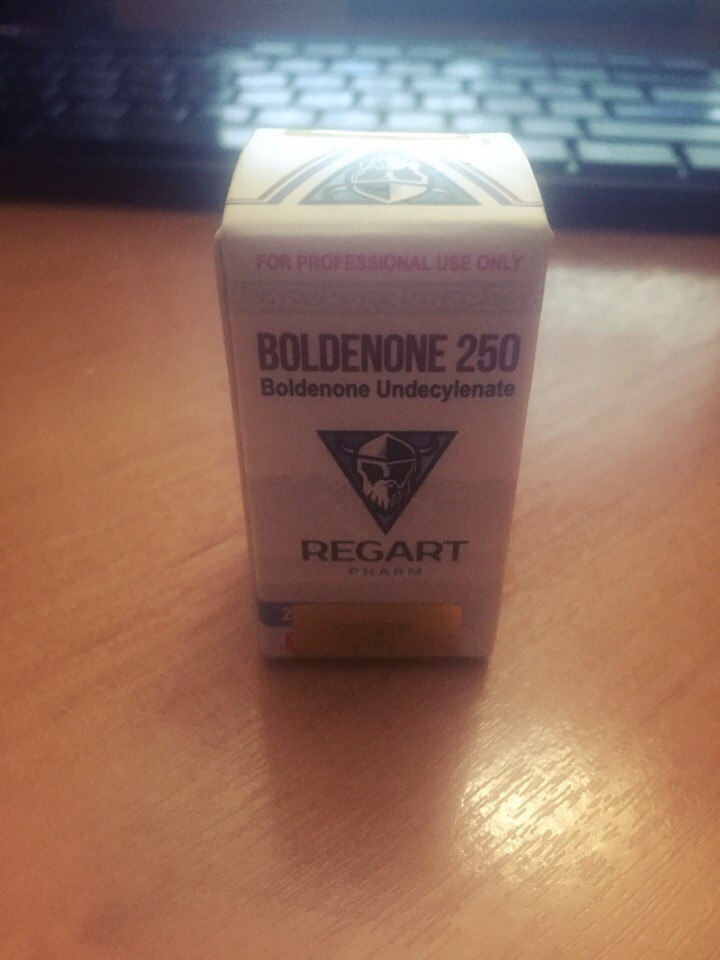 FOR PROFESSIONAL USE ONLY
BOLDENONE 250
Boldenone Undecylenate
REGART
PHARM